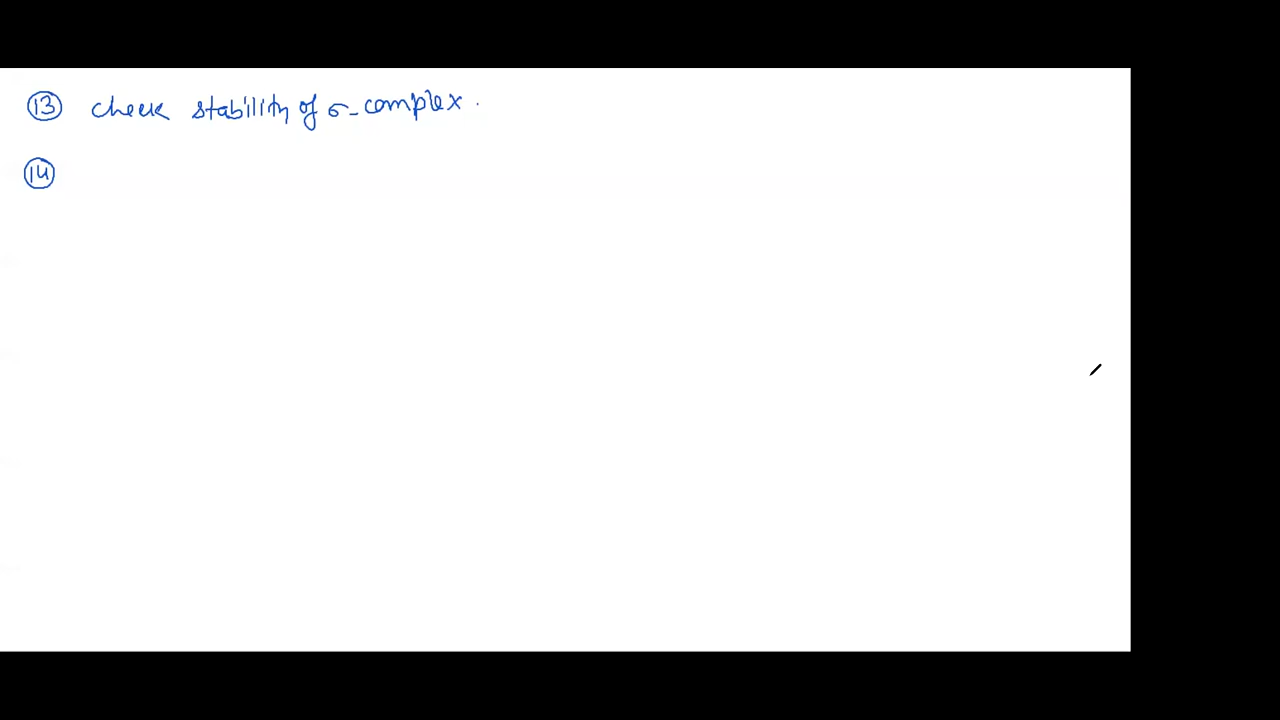 ⑬ check stability of σ-complex.
⑭